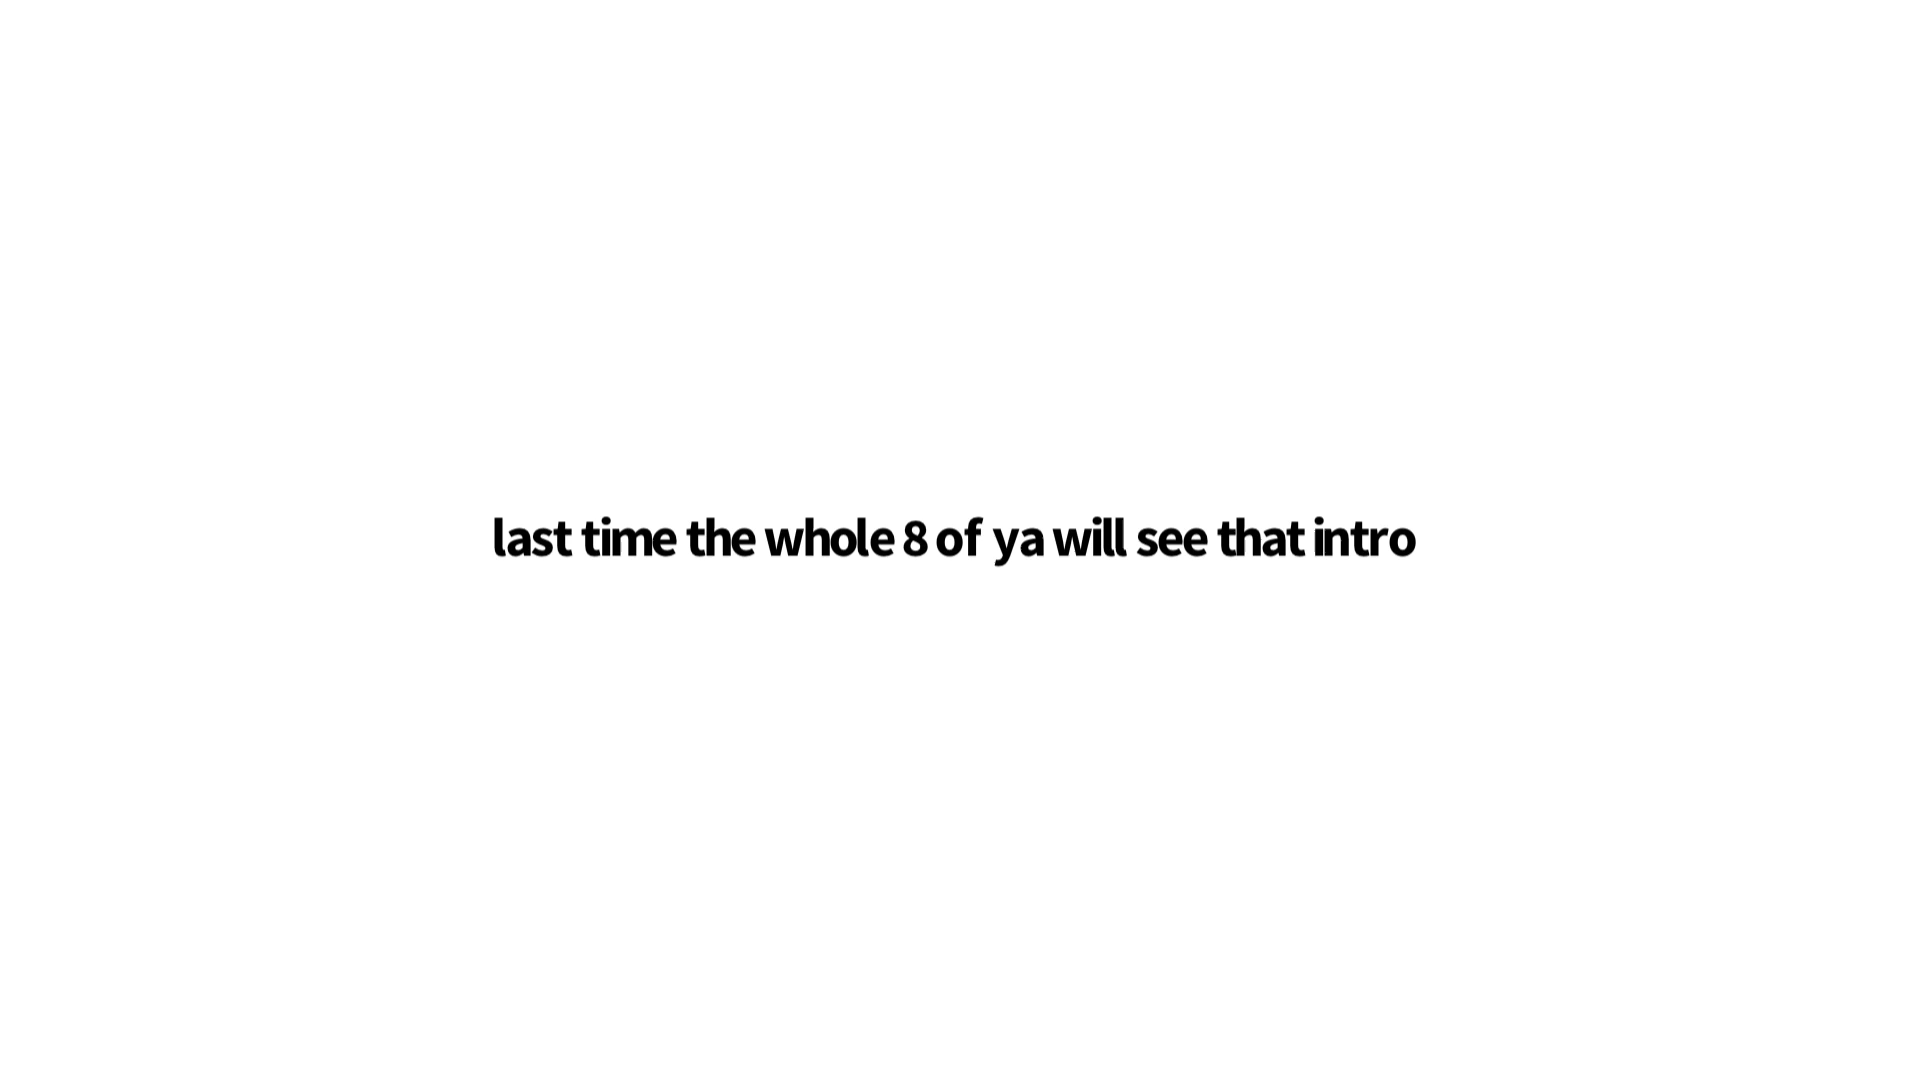 last time the whole 8 of ya will see that intro